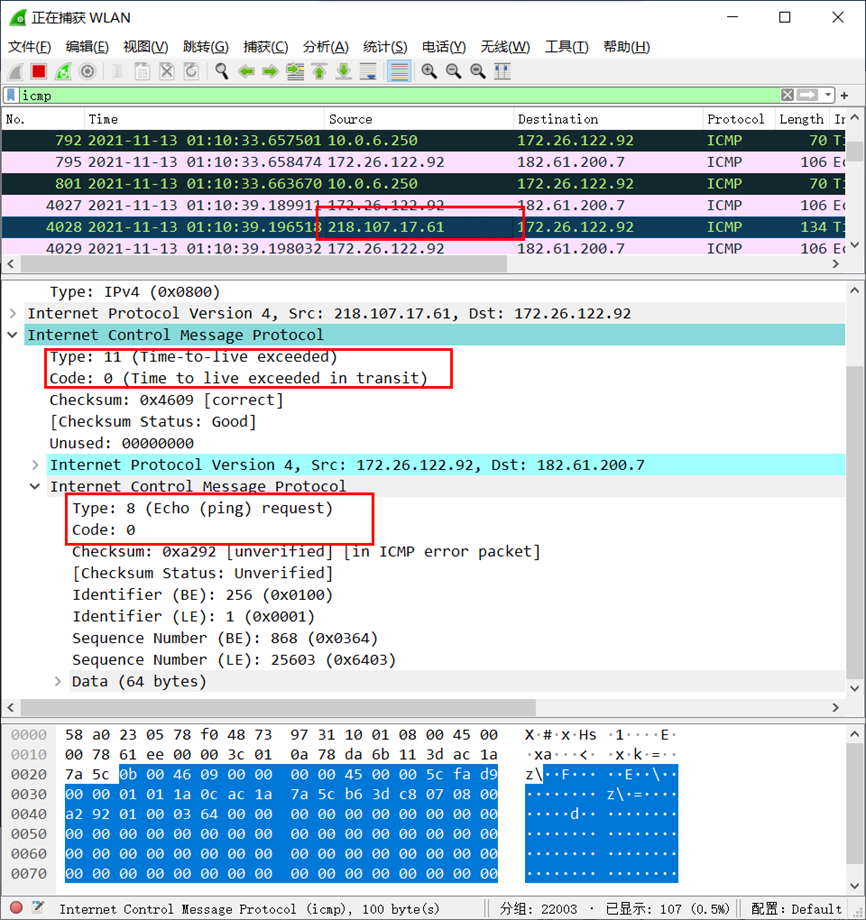 正在捕获 WLAN
文件(F) 编辑(E) 视图(V) 跳转(G) 捕获(C) 分析(A) 统计(S) 电话(Y) 无线(W) 工具(T) 帮助(H)
icmp
No. Time Source Destination Protocol Length
792 2021-11-13 01:10:33.657501 10.0.6.250 172.26.122.92 ICMP 70
795 2021-11-13 01:10:33.658474 172.26.122.92 182.61.200.7 ICMP 106
801 2021-11-13 01:10:33.663670 10.0.6.250 172.26.122.92 ICMP 70
4027 2021-11-13 01:10:39.189911 172.26.122.92 182.61.200.7 ICMP 106
4028 2021-11-13 01:10:39.196518 218.107.17.61 172.26.122.92 ICMP 134
4029 2021-11-13 01:10:39.198032 172.26.122.92 182.61.200.7 ICMP 106
Type: IPv4 (0x0800)
Internet Protocol Version 4, Src: 218.107.17.61, Dst: 172.26.122.92
Internet Control Message Protocol
Type: 11 (Time-to-live exceeded)
Code: 0 (Time to live exceeded in transit)
Checksum: 0x4609 [correct]
[Checksum Status: Good]
Unused: 00000000
Internet Protocol Version 4, Src: 172.26.122.92, Dst: 182.61.200.7
Internet Control Message Protocol
Type: 8 (Echo (ping) request)
Code: 0
Checksum: 0xa292 [unverified] [in ICMP error packet]
[Checksum Status: Unverified]
Identifier (BE): 256 (0x0100)
Identifier (LE): 1 (0x0001)
Sequence Number (BE): 868 (0x0364)
Sequence Number (LE): 25603 (0x6403)
Data (64 bytes)
0000 58 a0 23 05 78 f0 48 73 97 31 10 01 08 00 45 00 X·#·x·Hs ·1····E·
0010 00 78 61 ee 00 00 3c 01 0a 78 da 6b 11 3d ac 1a ·xa···<· ·x·k·=··
0020 7a 5c 0b 00 46 09 00 00 00 00 45 00 00 5c fa d9 z\··F··· ··E··\··
0030 00 00 01 01 1a 0c ac 1a 7a 5c b6 3d c8 07 08 00 ········ z\·=····
0040 a2 92 01 00 03 64 00 00 00 00 00 00 00 00 00 00 ·····d·· ········
0050 00 00 00 00 00 00 00 00 00 00 00 00 00 00 00 00 ········ ········
0060 00 00 00 00 00 00 00 00 00 00 00 00 00 00 00 00 ········ ········
0070 00 00 00 00 00 00 00 00 00 00 00 00 00 00 00 00 ········ ········
Internet Control Message Protocol (icmp), 100 byte(s) 分组: 22003 · 已显示: 107 (0.5%) 配置: Default